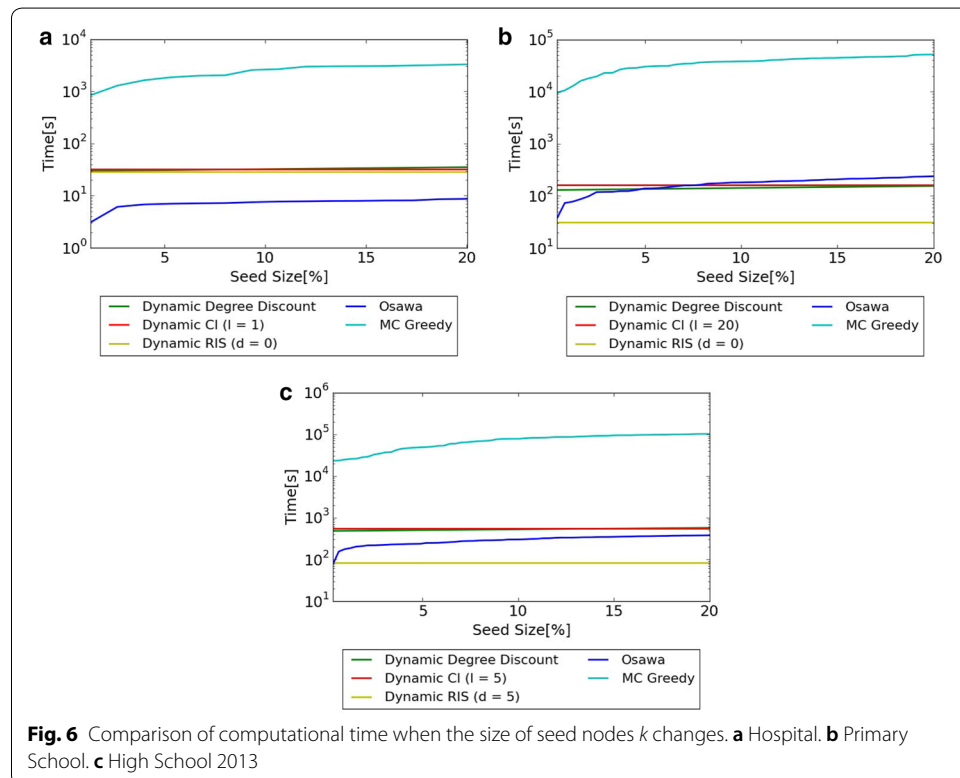 a
10^4
10^3
10^2
10^1
10^0
Time[s]
5 10 15 20
Seed Size[%]
Dynamic Degree Discount
Dynamic CI (l = 1)
Dynamic RIS (d = 0)
Osawa
MC Greedy
b
10^5
10^4
10^3
10^2
10^1
Time[s]
5 10 15 20
Seed Size[%]
Dynamic Degree Discount
Dynamic CI (l = 20)
Dynamic RIS (d = 0)
Osawa
MC Greedy
c
10^6
10^5
10^4
10^3
10^2
10^1
Time[s]
5 10 15 20
Seed Size[%]
Dynamic Degree Discount
Dynamic CI (l = 5)
Dynamic RIS (d = 5)
Osawa
MC Greedy
Fig. 6 Comparison of computational time when the size of seed nodes k changes. a Hospital. b Primary
School. c High School 2013